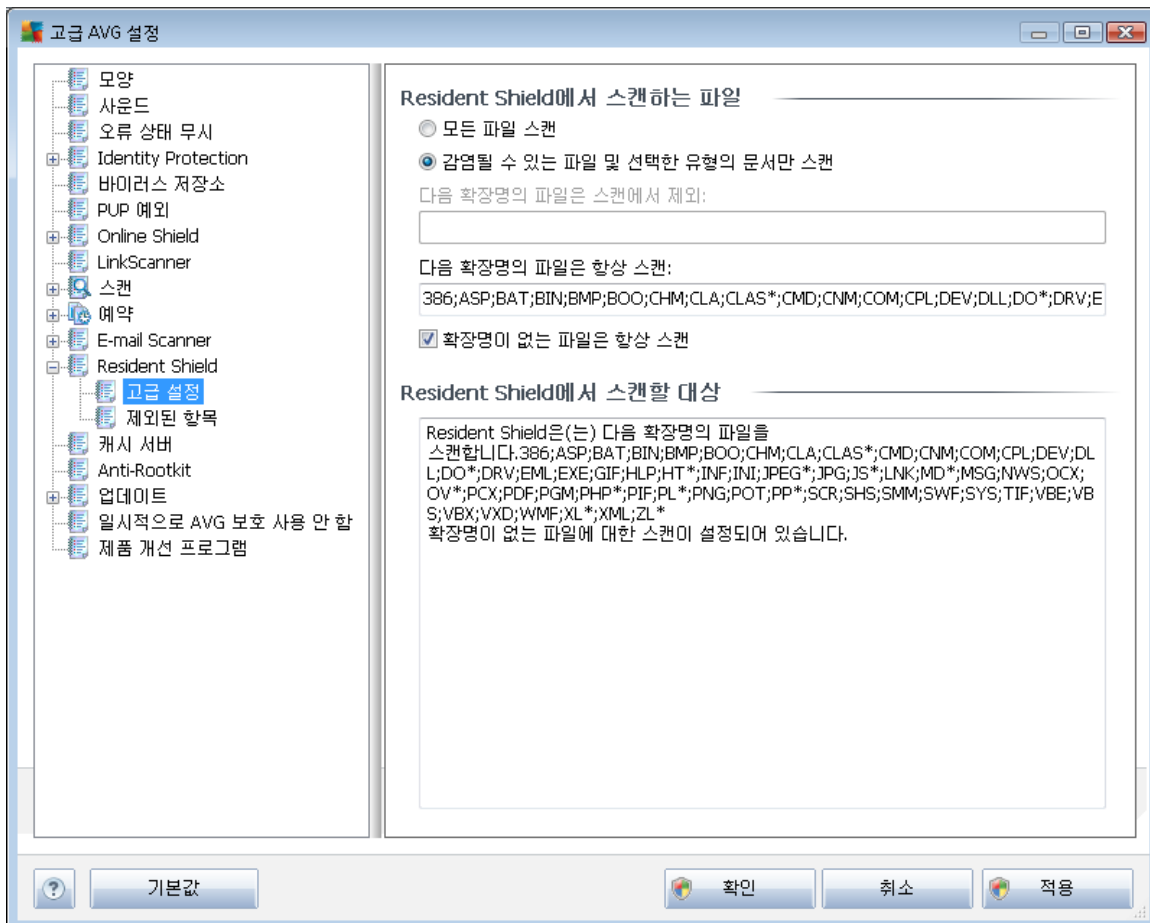 고급 AVG 설정
모양
사운드
오류 상태 무시
Identity Protection
바이러스 저장소
PUP 예외
Online Shield
LinkScanner
스캔
예약
E-mail Scanner
Resident Shield
고급 설정
제외된 항목
캐시 서버
Anti-Rootkit
업데이트
일시적으로 AVG 보호 사용 안 함
제품 개선 프로그램
Resident Shield에서 스캔하는 파일
모든 파일 스캔
감염될 수 있는 파일 및 선택한 유형의 문서만 스캔
다음 확장명의 파일은 스캔에서 제외:
다음 확장명의 파일은 항상 스캔:
386;ASP;BAT;BIN;BMP;BOO;CHM;CLA;CLAS*;CMD;CNM;COM;CPL;DEV;DLL;DO*;DRV;E
확장명이 없는 파일은 항상 스캔
Resident Shield에서 스캔할 대상
Resident Shield은(는) 다음 확장명의 파일을
스캔합니다.386;ASP;BAT;BIN;BMP;BOO;CHM;CLA;CLAS*;CMD;CNM;COM;CPL;DEV;DL
L;DO*;DRV;EML;EXE;GIF;HLP;HT*;INF;INI;JPEG*;JPG;JS*;LNK;MD*;MSG;NWS;OCX;
OV*;PCX;PDF;PGM;PHP*;PIF;PL*;PNG;POT;PP*;SCR;SHS;SMM;SWF;SYS;TIF;VBE;VB
S;VBX;VXD;WMF;XL*;XML;ZL*
확장명이 없는 파일에 대한 스캔이 설정되어 있습니다.
?
기본값
확인
취소
적용